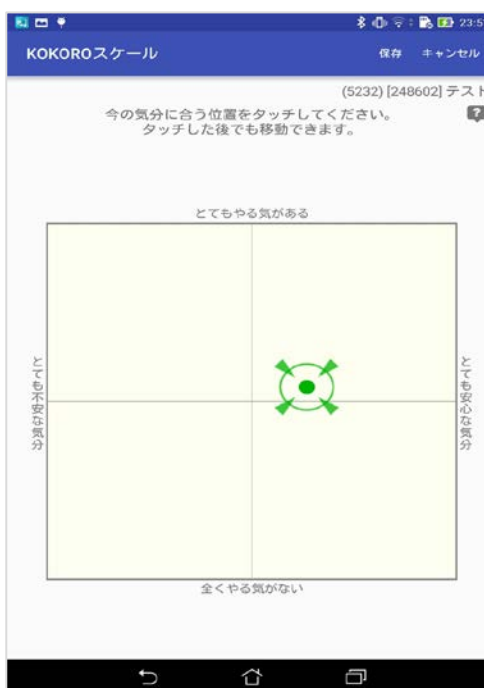 23:5
KOKOROスケール
保存 キャンセル
(5232) [248602] テスト
今の気分に合う位置をタッチしてください。
タッチした後でも移動できます。
?
とてもやる気がある
とても不安な気分
とても安心な気分
全くやる気がない